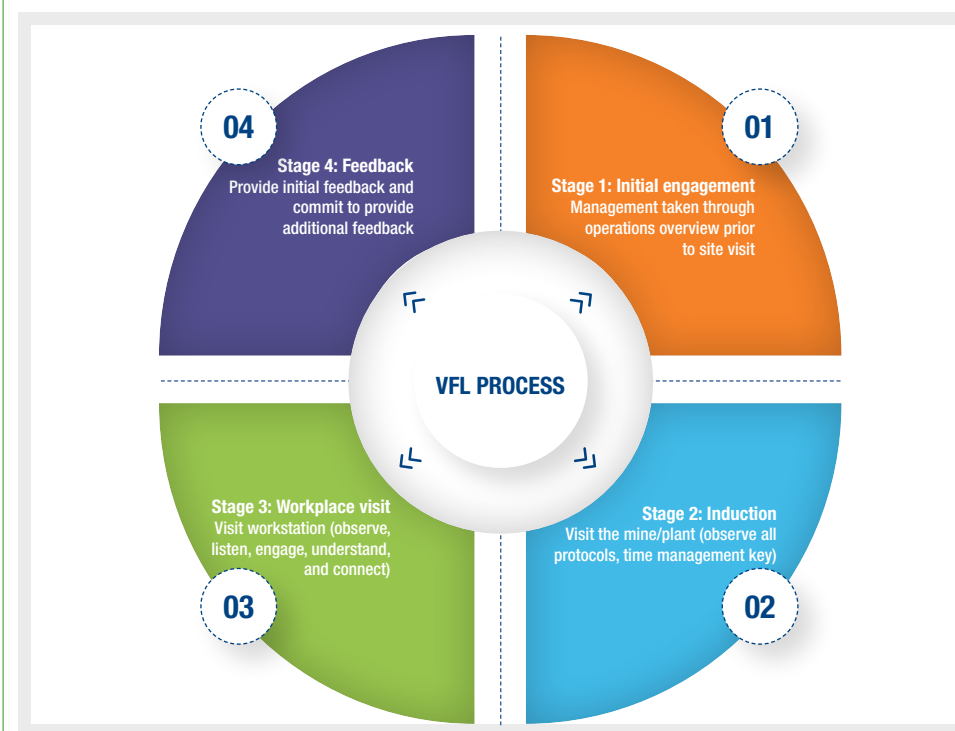 01
Stage 1: Initial engagement
Management taken through
operations overview prior
to site visit
Stage 2: Induction
Visit the mine/plant (observe all
protocols, time management key)
02
Stage 3: Workplace visit
Visit workstation (observe,
listen, engage, understand,
and connect)
03
04
Stage 4: Feedback
Provide initial feedback and
commit to provide
additional feedback
VFL PROCESS